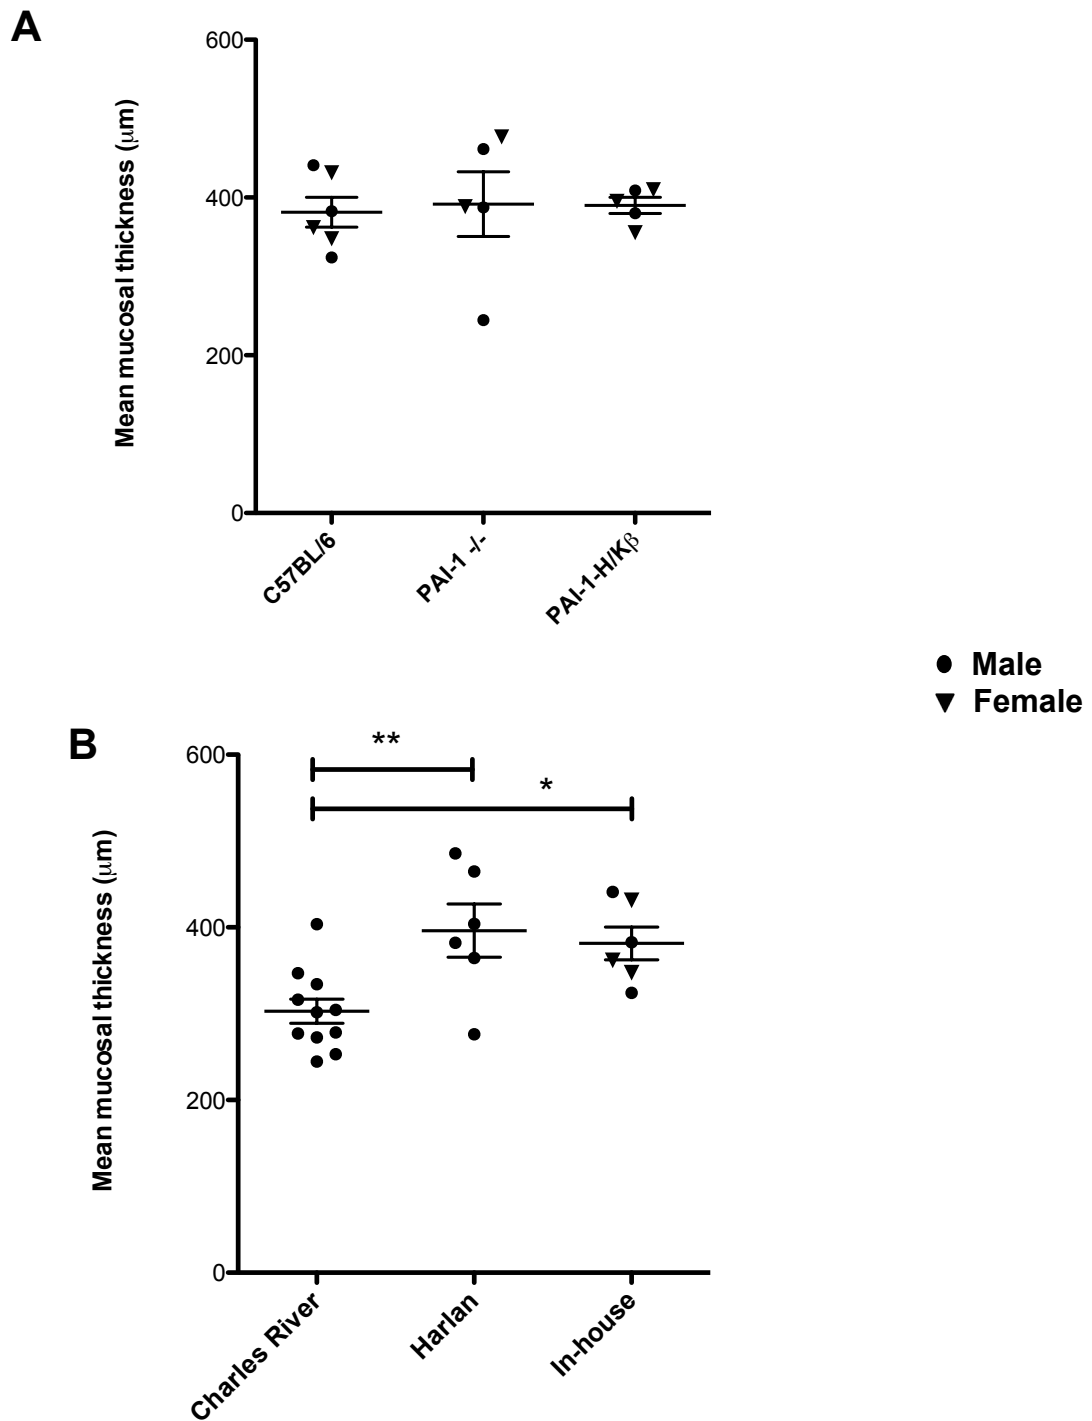 A
600
400
200
0
Mean mucosal thickness (μm)
C57BL/6
PAI-1 -/-
PAI-1-H/Kβ
Male
Female
B
**
*
600
400
200
0
Mean mucosal thickness (μm)
Charles River
Harlan
In-house